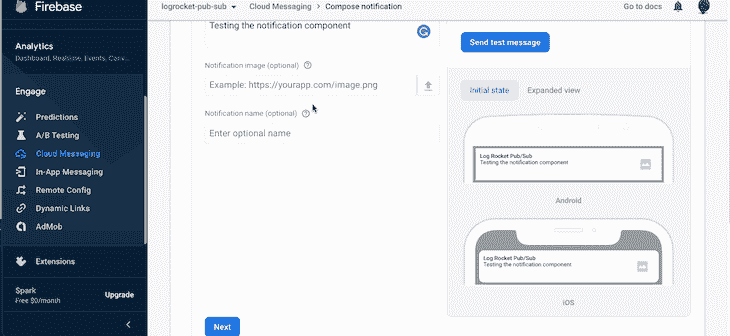 Firebase
logrocket-pub-sub
Cloud Messaging
Compose notification
Go to docs
Analytics
Dashboard, Realtime, Events, Conv...
Engage
Predictions
A/B Testing
Cloud Messaging
In-App Messaging
Remote Config
Dynamic Links
AdMob
Extensions
Spark
Free $0/month
Upgrade
Testing the notification component
Notification image (optional)
Example: https://yourapp.com/image.png
Notification name (optional)
Enter optional name
Next
Send test message
Initial state
Expanded view
Log Rocket Pub/Sub
Testing the notification component
Android
Log Rocket Pub/Sub
Testing the notification component
iOS